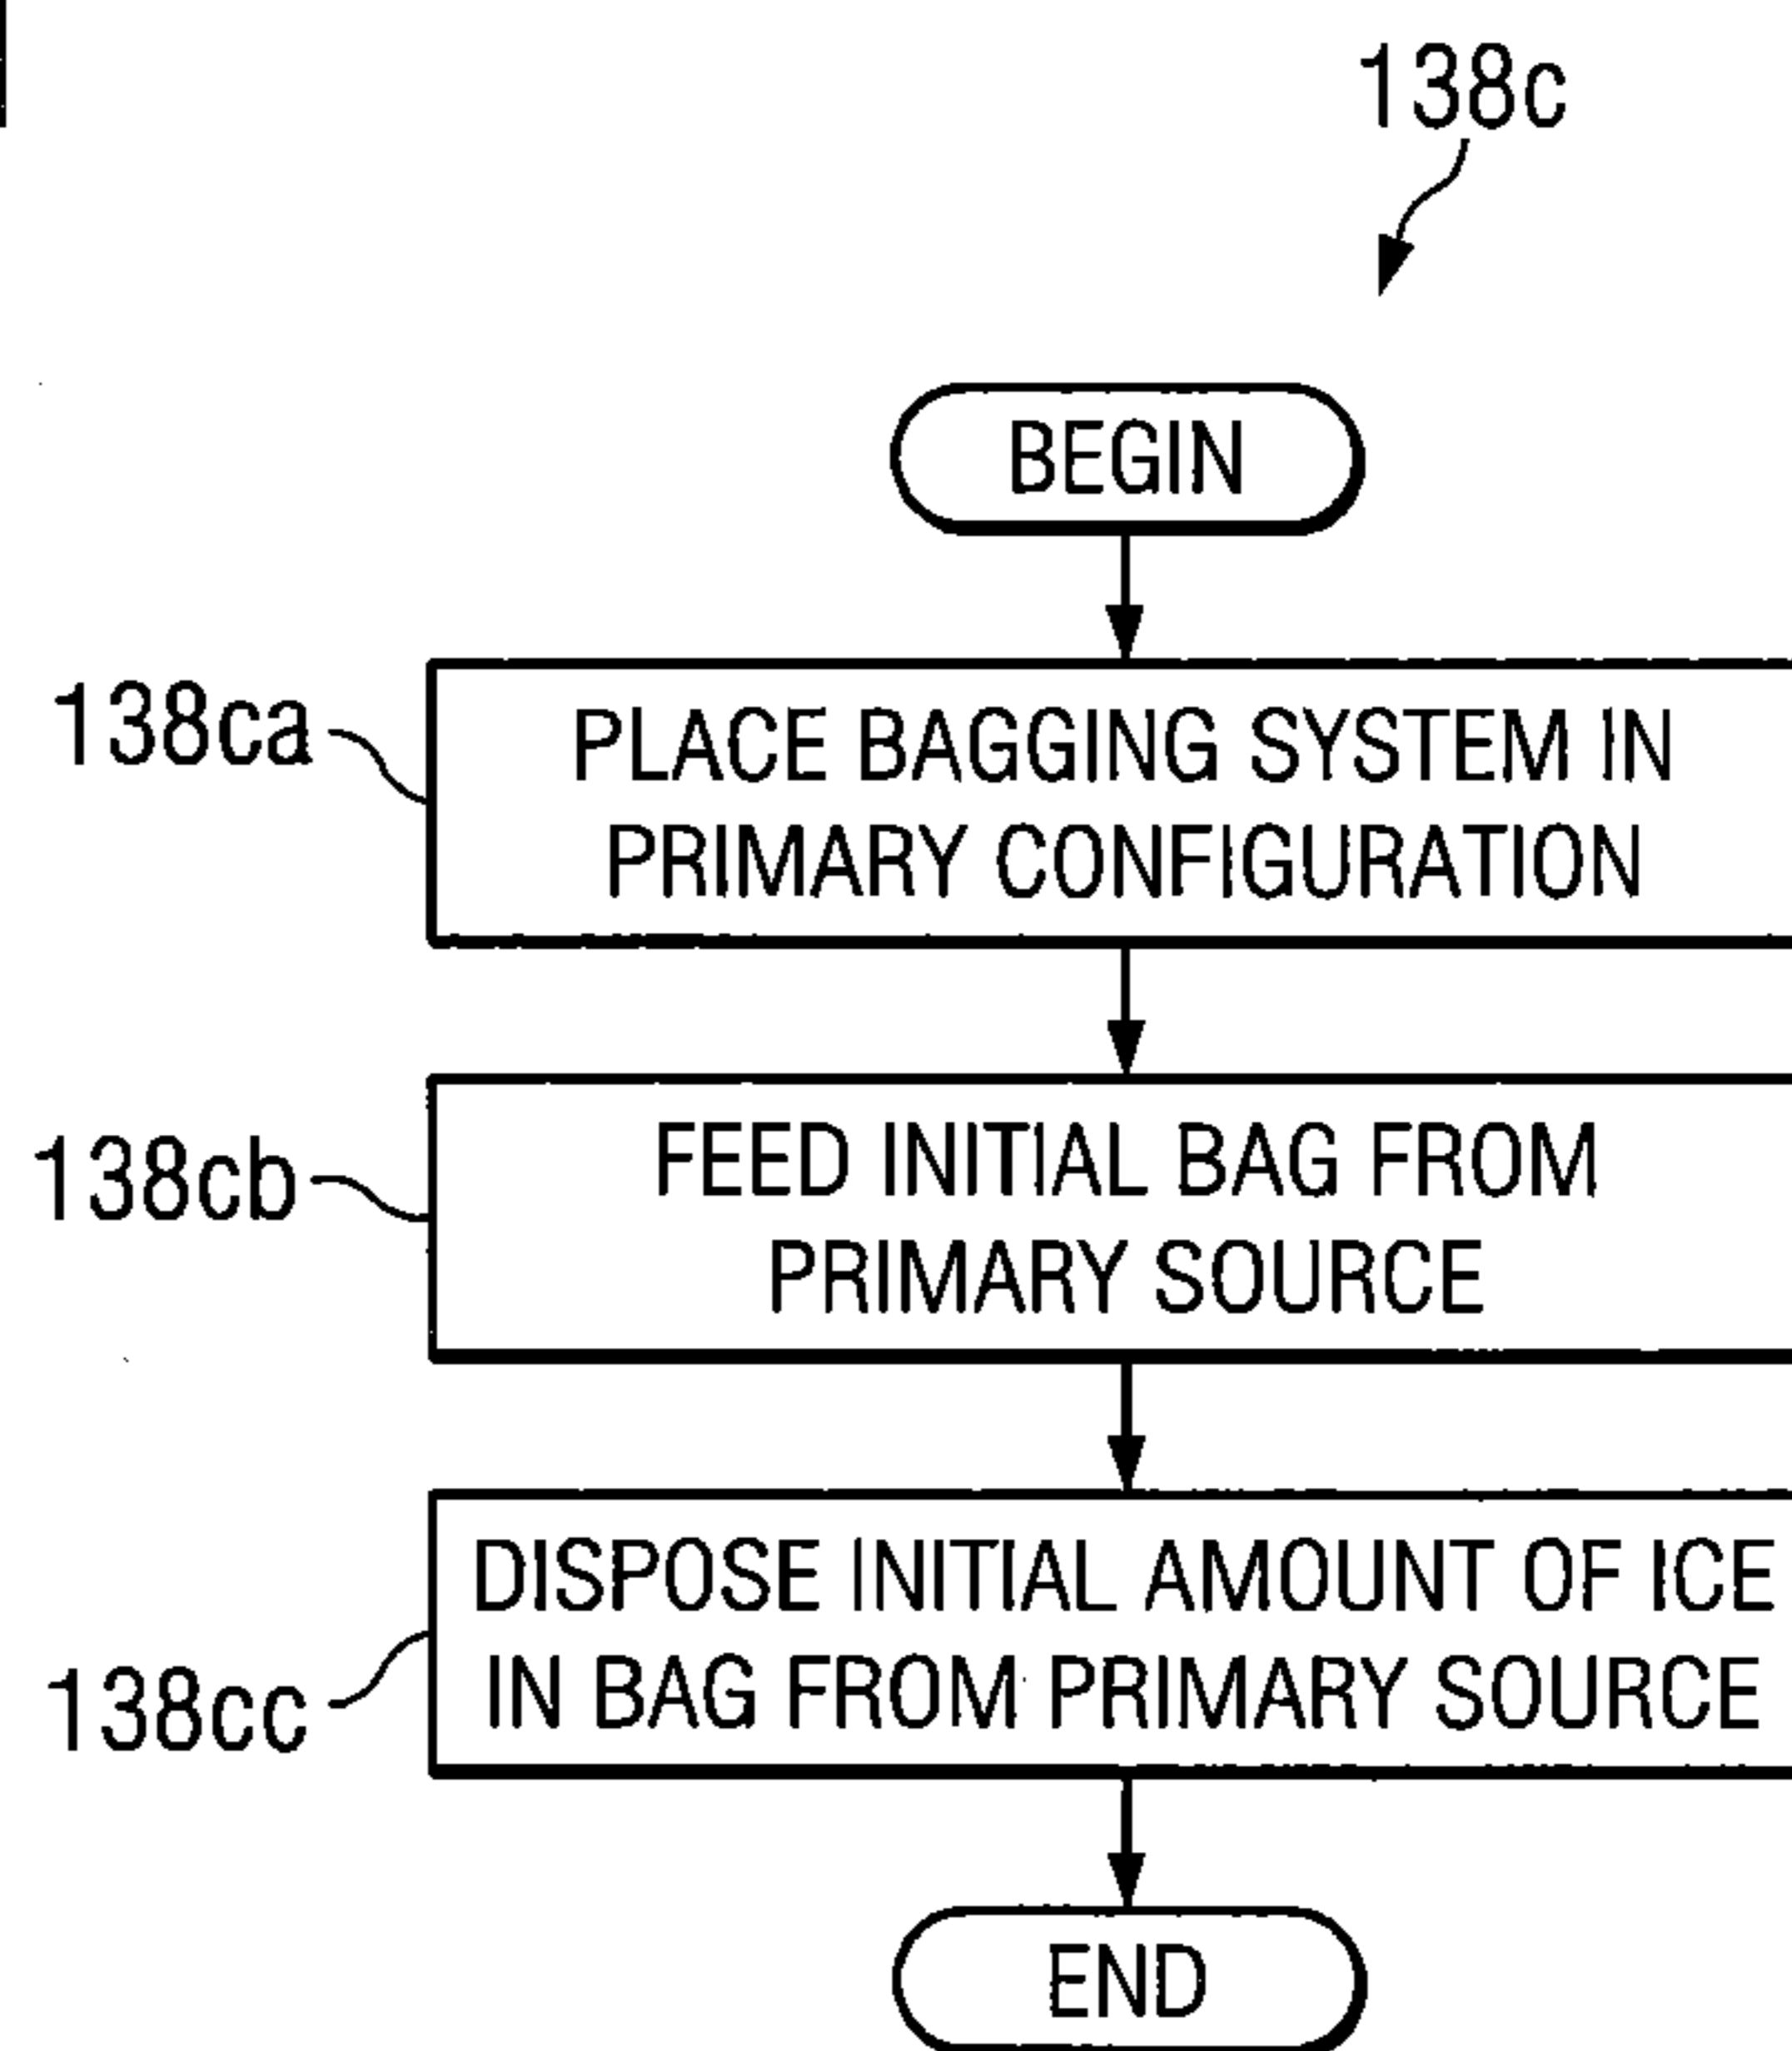 138c
BEGIN
138ca
PLACE BAGGING SYSTEM IN
PRIMARY CONFIGURATION
138cb
FEED INITIAL BAG FROM
PRIMARY SOURCE
138cc
DISPOSE INITIAL AMOUNT OF ICE
IN BAG FROM PRIMARY SOURCE
END